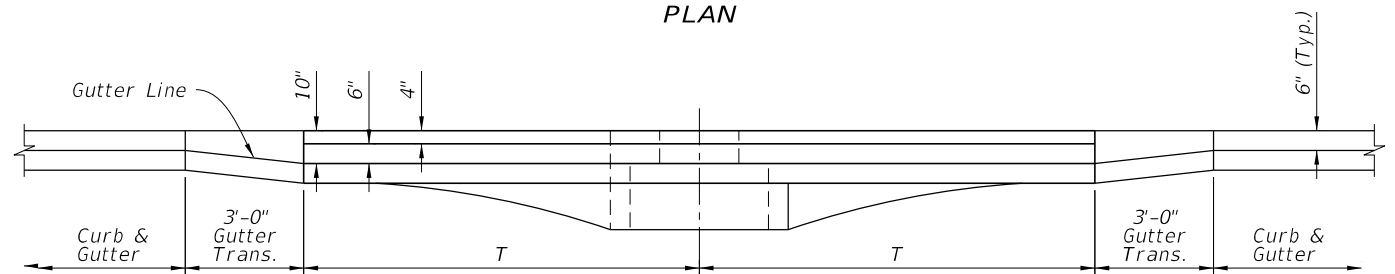 PLAN
Gutter Line
10"
6"
4"
6" (Typ.)
Curb &
Gutter
3'-0"
Gutter
Trans.
T
T
3'-0"
Gutter
Trans.
Curb &
Gutter